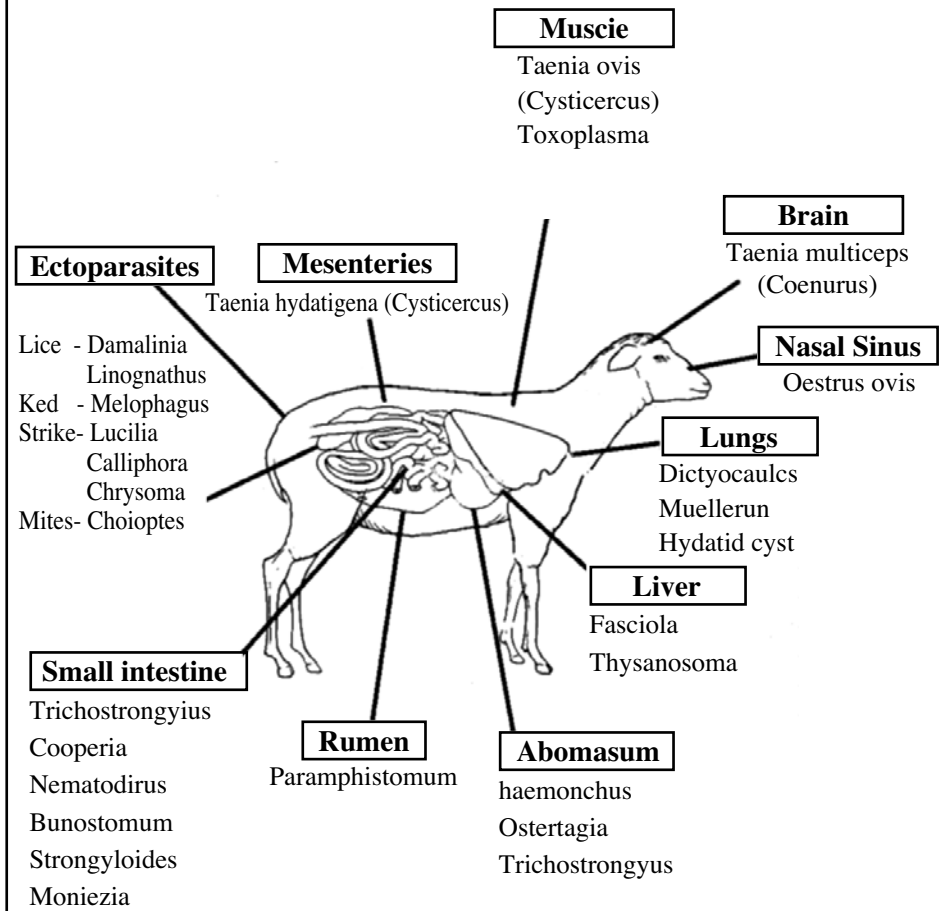 Muscie
Taenia ovis
(Cysticercus)
Toxoplasma
Brain
Taenia multiceps
(Coenurus)
Ectoparasites
Mesenteries
Taenia hydatigena (Cysticercus)
Lice - Damalinia
Linognathus
Ked - Melophagus
Strike- Lucilia
Calliphora
Chrysoma
Mites- Choioptes
Nasal Sinus
Oestrus ovis
Lungs
Dictyocaulcs
Muellerun
Hydatid cyst
Liver
Fasciola
Thysanosoma
Small intestine
Trichostrongyius
Cooperia
Nematodirus
Bunostomum
Strongyloides
Moniezia
Rumen
Paramphistomum
Abomasum
haemonchus
Ostertagia
Trichostrongyus